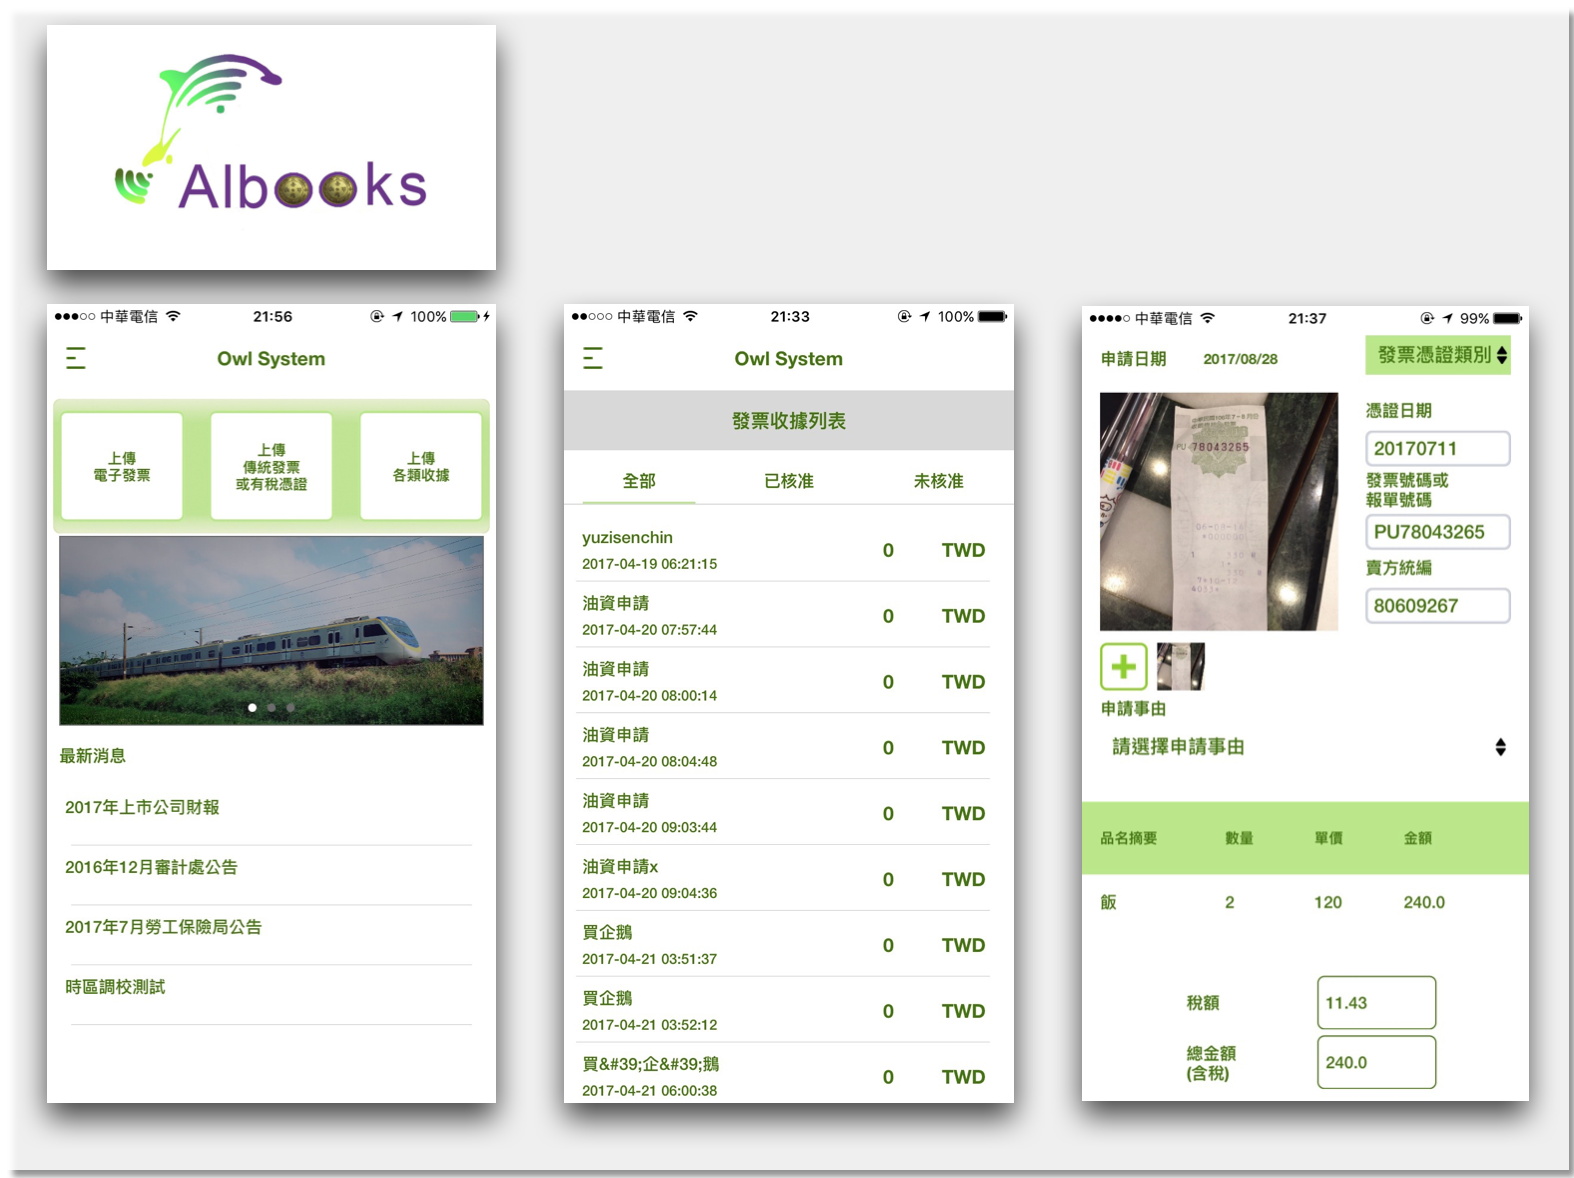 AIbooks
中華電信
21:56
100%
Owl System
上傳
電子發票
上傳
傳統發票
或有稅憑證
上傳
各類收據
最新消息
2017年上市公司財報
2016年12月審計處公告
2017年7月勞工保險局公告
時區調校測試
中華電信
21:33
100%
Owl System
發票收據列表
全部 已核准 未核准
yuzisenchin
2017-04-19 06:21:15
0 TWD
油資申請
2017-04-20 07:57:44
0 TWD
油資申請
2017-04-20 08:00:14
0 TWD
油資申請
2017-04-20 08:04:48
0 TWD
油資申請
2017-04-20 09:03:44
0 TWD
油資申請x
2017-04-20 09:04:36
0 TWD
買企鵝
2017-04-21 03:51:37
0 TWD
買企鵝
2017-04-21 03:52:12
0 TWD
買&#39;企&#39;鵝
2017-04-21 06:00:38
0 TWD
中華電信
21:37
99%
申請日期 2017/08/28 發票憑證類別
PU 78043265
憑證日期
20170711
發票號碼或
報單號碼
PU78043265
賣方統編
80609267
申請事由
請選擇申請事由
品名摘要 數量 單價 金額
飯 2 120 240.0
稅額 11.43
總金額
(含稅)
240.0